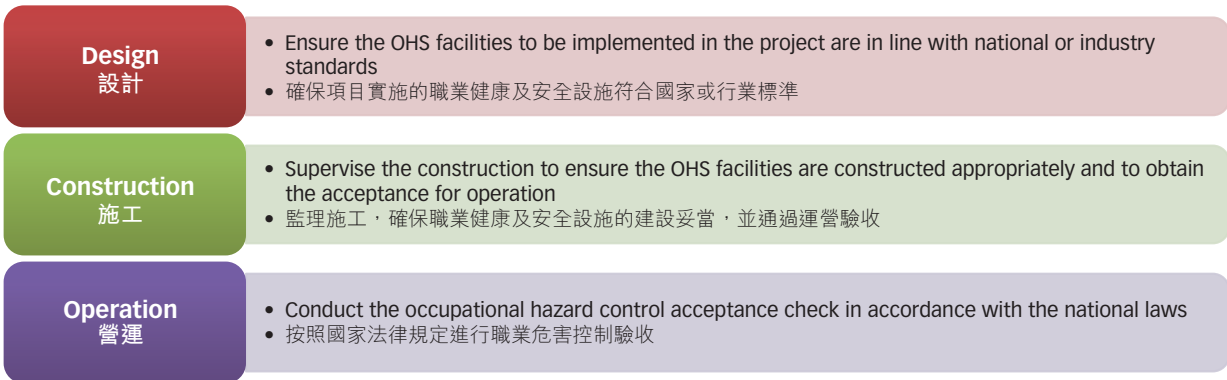 Design
設計
• Ensure the OHS facilities to be implemented in the project are in line with national or industry
standards
• 確保項目實施的職業健康及安全設施符合國家或行業標準
Construction
施工
• Supervise the construction to ensure the OHS facilities are constructed appropriately and to obtain
the acceptance for operation
• 監理施工，確保職業健康及安全設施的建設妥當，並通過運營驗收
Operation
營運
• Conduct the occupational hazard control acceptance check in accordance with the national laws
• 按照國家法律規定進行職業危害控制驗收